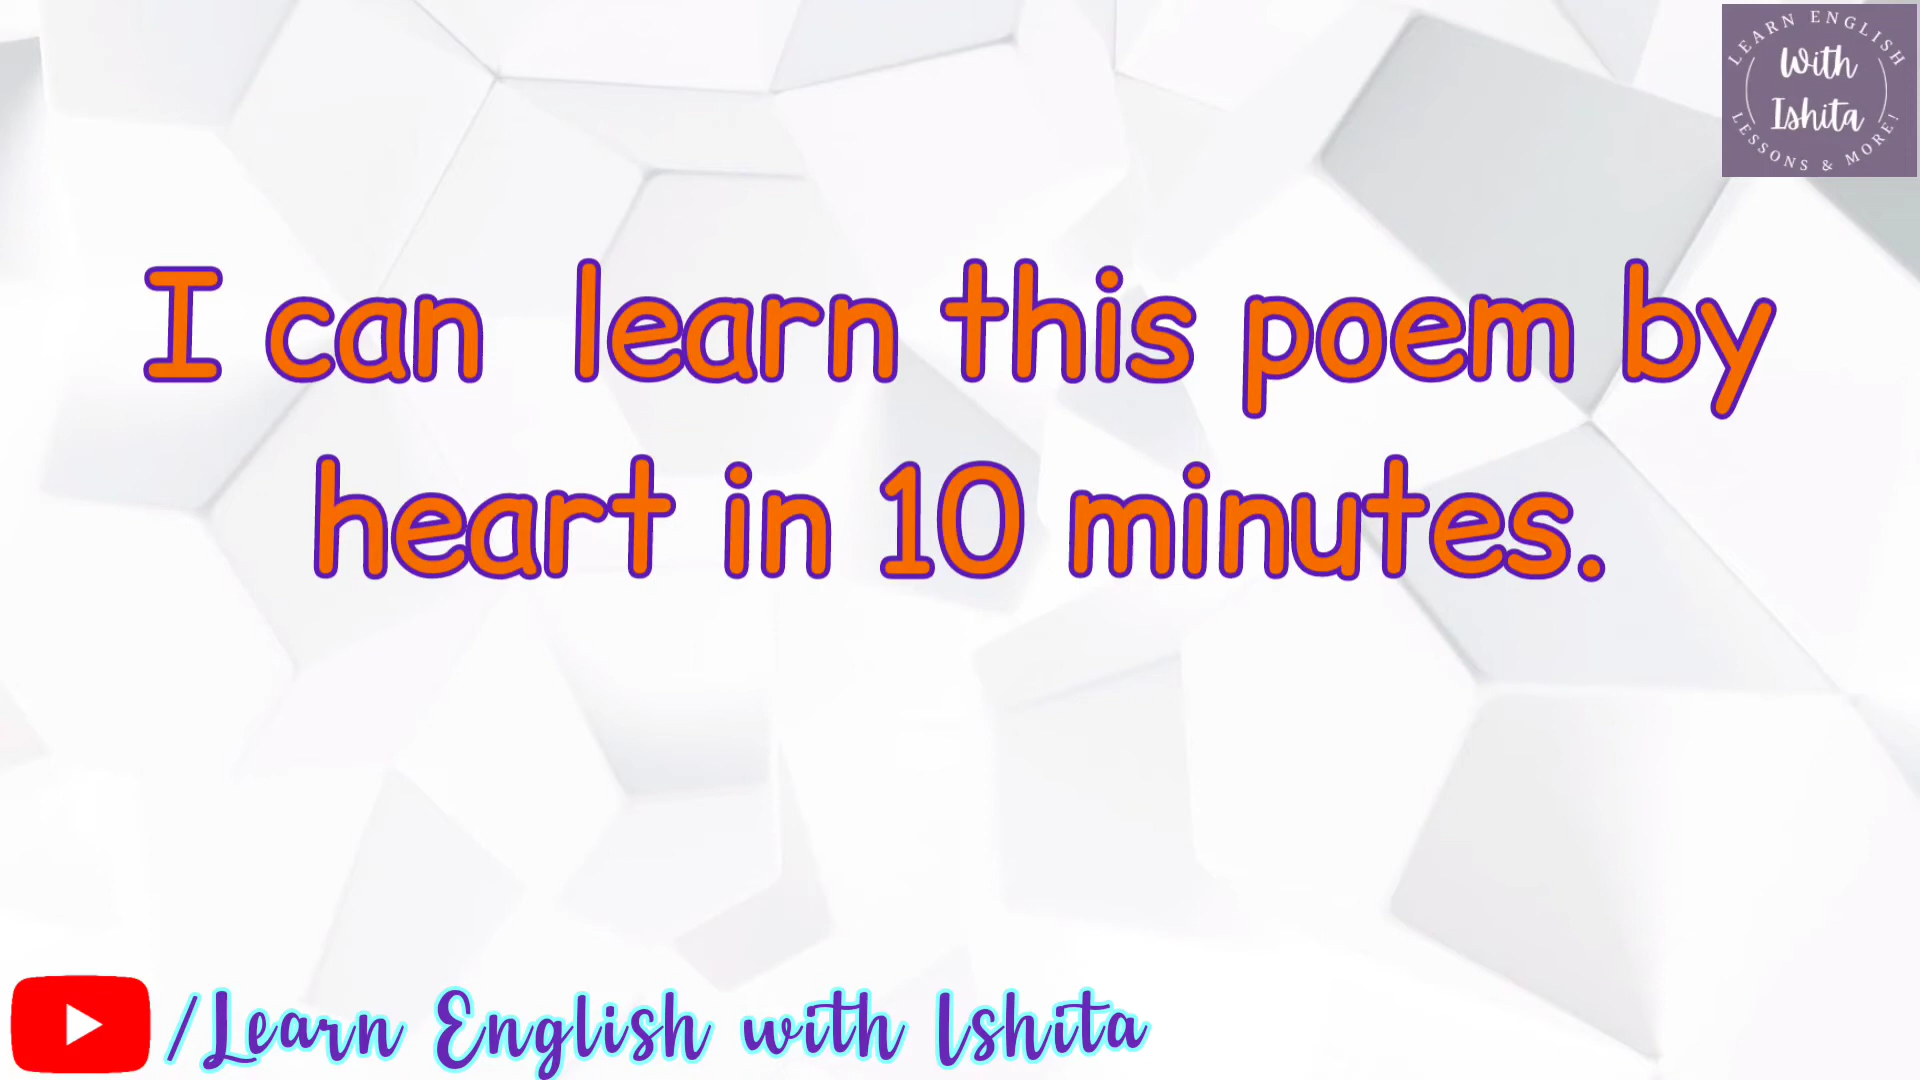 LEARN ENGLISH
With
Ishita
LESSONS & MORE!
I can  learn this poem by
heart in 10 minutes.
/Learn English with Ishita